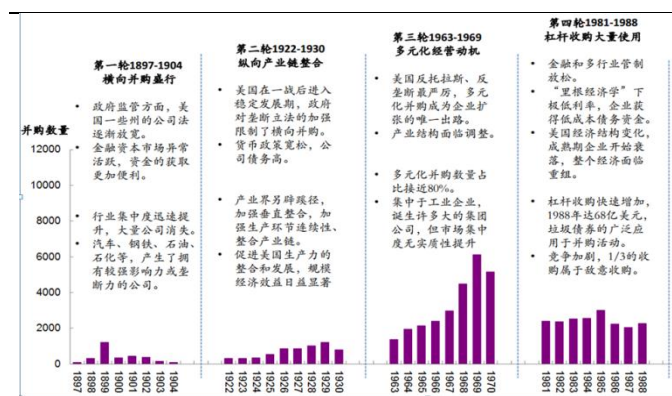 第一轮1897-1904
横向并购盛行
• 政府监管方面，美
国一些州的公司法
逐渐放宽。
• 金融资本市场异常
活跃，资金的获取
更加便利。
• 行业集中度迅速提
升，大量公司消失。
• 汽车、钢铁、石油、
石化等，产生了拥
有较强影响力或垄
断力的公司。
第二轮1922-1930
纵向产业链整合
• 美国在一战后进入
稳定发展期，政府
对垄断立法的加强
限制了横向并购。
• 货币政策宽松，公
司债务高。
• 产业界另辟蹊径，
加强垂直整合，加
强生产环节连续性、
整合产业链。
• 促进美国生产力的
整合和发展，规模
经济效益日益显著
第三轮1963-1969
多元化经营动机
• 美国反托拉斯、反
垄断最严厉，多元
化并购成为企业扩
张的唯一出路。
• 产业结构面临调整。
• 多元化并购数量占
比接近80%。
• 集中于工业企业，
诞生许多大的集团
公司，但市场集中
度无实质性提升
第四轮1981-1988
杠杆收购大量使用
• 金融和多行业管制
放松。
• “里根经济学”下
极低利率，企业获
得低成本债务资金。
• 美国经济结构变化，
成熟期企业开始衰
落，整个经济面临
重组。
• 杠杆收购快速增加，
1988年达68亿美元，
垃圾债券的广泛应
用于并购活动。
• 竞争加剧，1/3的收
购属于敌意收购。
并购数量
12000
10000
8000
6000
4000
2000
0
1897 1898 1899 1900 1901 1902 1903 1904
1922 1923 1924 1925 1926 1927 1928 1929 1930
1963 1964 1965 1966 1967 1968 1969 1970
1981 1982 1983 1984 1985 1986 1987 1988